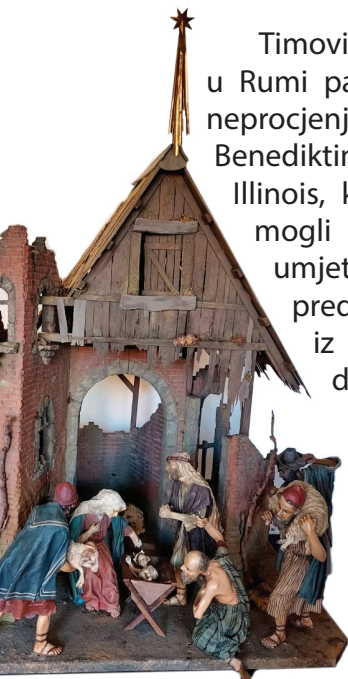 Timovi
u Rumi pa
neprocjenj
Benediktin
Illinois, k
mogli
umjet
pred
iz
d